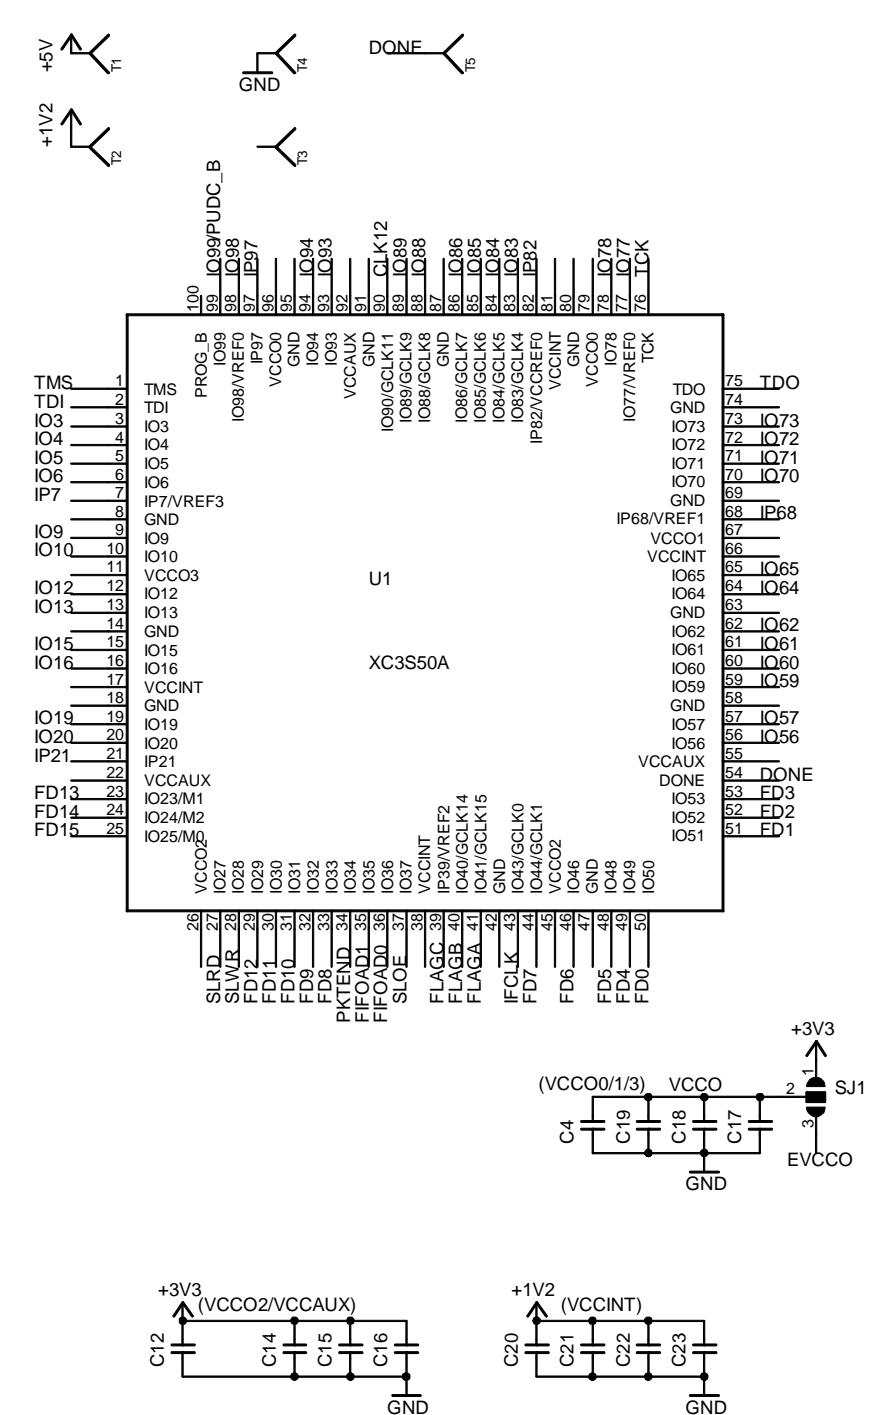 +5V
T1
GND
T4
DONE
T5
+1V2
T2
T3
IO99/PUDC_B
IO98
IP97
IO94
IO93
CLK12
IO89
IO88
IO86
IO85
IO84
IO83
IP82
IO78
IO77
TCK
100
99
98
97
96
95
94
93
92
91
90
89
88
87
86
85
84
83
82
81
80
79
78
77
76
PROG_B
IO99
IO98/VREF0
IP97
VCCO0
GND
IO94
IO93
VCCAUX
GND
IO90/GCLK11
IO89/GCLK9
IO88/GCLK8
GND
IO86/GCLK7
IO85/GCLK6
IO84/GCLK5
IO83/GCLK4
IP82/VCCREF0
VCCINT
GND
VCCO0
IO78
IO77/VREF0
TCK
TMS 1 TMS
TDI 2 TDI
IO3 3 IO3
IO4 4 IO4
IO5 5 IO5
IO6 6 IO6
IP7 7 IP7/VREF3
8 GND
IO9 9 IO9
IO10 10 IO10
11 VCCO3
IO12 12 IO12
IO13 13 IO13
14 GND
IO15 15 IO15
IO16 16 IO16
17 VCCINT
18 GND
IO19 19 IO19
IO20 20 IO20
IP21 21 IP21
22 VCCAUX
FD13 23 IO23/M1
FD14 24 IO24/M2
FD15 25 IO25/M0
U1
XC3S50A
TDO 75 TDO
GND 74
IO73 73 IO73
IO72 72 IO72
IO71 71 IO71
IO70 70 IO70
GND 69
IP68/VREF1 68 IP68
VCCO1 67
VCCINT 66
IO65 65 IO65
IO64 64 IO64
GND 63
IO62 62 IO62
IO61 61 IO61
IO60 60 IO60
IO59 59 IO59
GND 58
IO57 57 IO57
IO56 56 IO56
VCCAUX 55
DONE 54 DONE
IO53 53 FD3
IO52 52 FD2
IO51 51 FD1
VCCO2
IO27
IO28
IO29
IO30
IO31
IO32
IO33
IO34
IO35
IO36
IO37
VCCINT
IP39/VREF2
IO40/GCLK14
IO41/GCLK15
GND
IO43/GCLK0
IO44/GCLK1
VCCO2
IO46
GND
IO48
IO49
IO50
26
27
28
29
30
31
32
33
34
35
36
37
38
39
40
41
42
43
44
45
46
47
48
49
50
SLRD
SLWR
FD12
FD11
FD10
FD9
FD8
PKTEND
FIFOAD1
FIFOAD0
SLOE
FLAGC
FLAGB
FLAGA
IFCLK
FD7
FD6
FD5
FD4
FD0
+3V3
(VCCO0/1/3) VCCO
1
2
3
SJ1
C4
C19
C18
C17
EVCCO
GND
+3V3
(VCCO2/VCCAUX)
C12
C14
C15
C16
GND
+1V2
(VCCINT)
C20
C21
C22
C23
GND